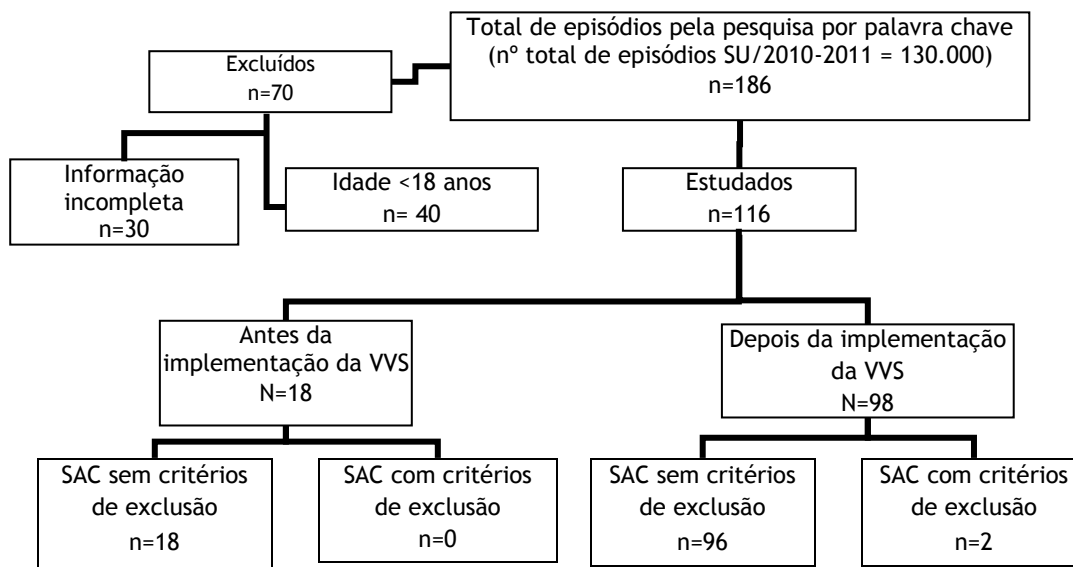 Total de episódios pela pesquisa por palavra chave
(nº total de episódios SU/2010-2011 = 130.000)
n=186
Excluídos
n=70
Informação
incompleta
n=30
Idade <18 anos
n= 40
Estudados
n=116
Antes da
implementação da VVS
N=18
Depois da implementação
da VVS
N=98
SAC sem critérios
de exclusão
n=18
SAC com critérios
de exclusão
n=0
SAC sem critérios
de exclusão
n=96
SAC com critérios
de exclusão
n=2